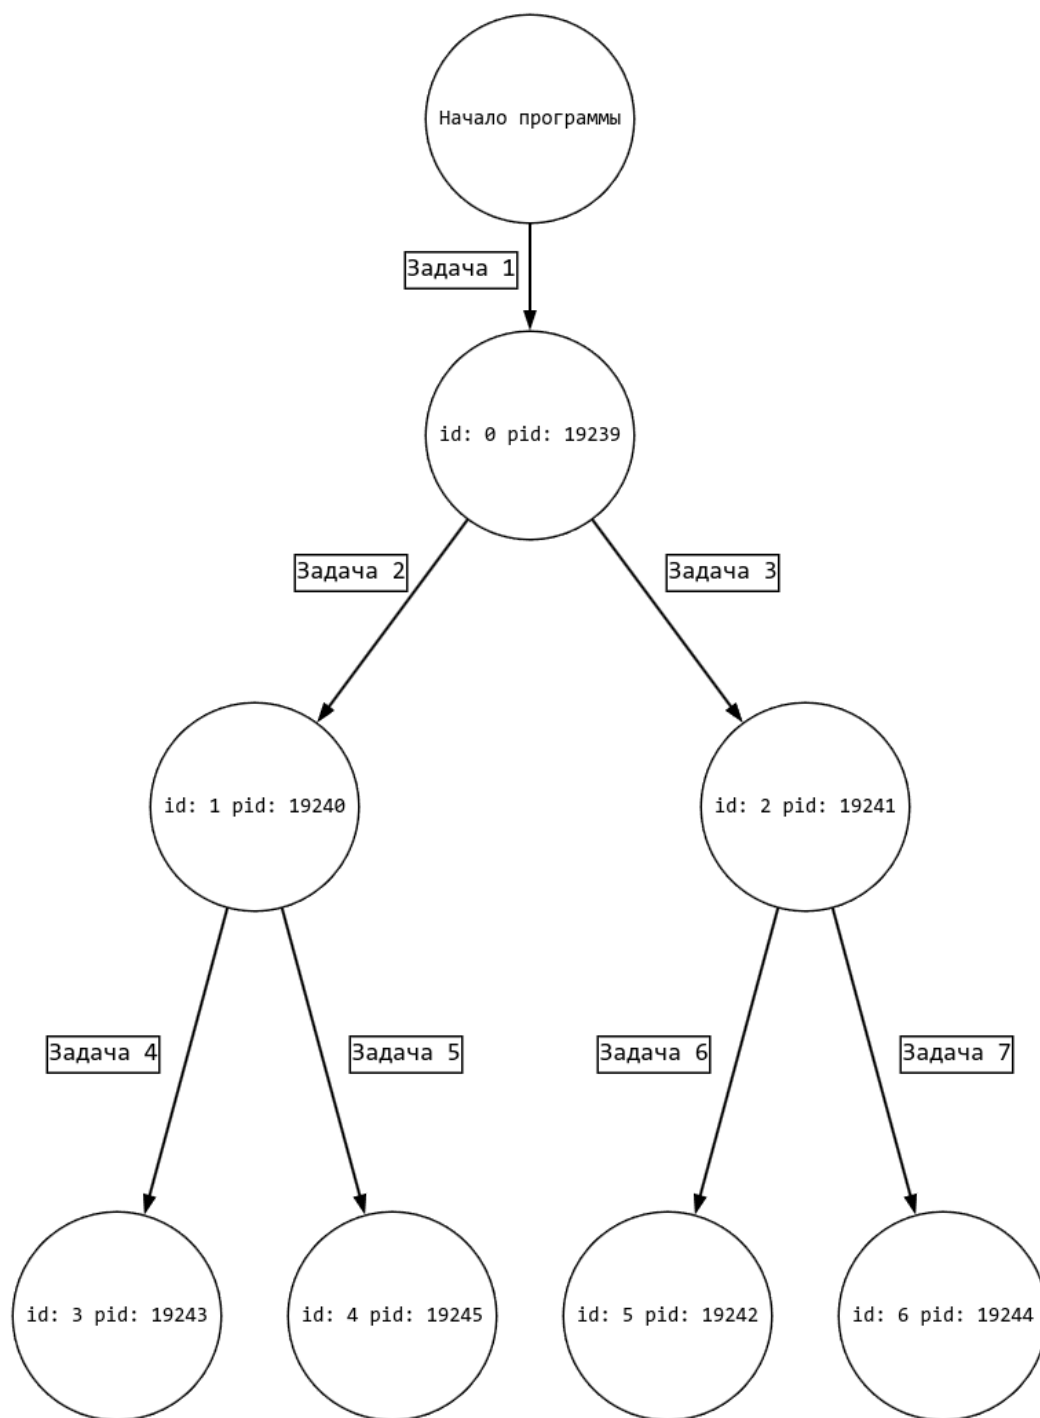 Начало программы
Задача 1
id: 0 pid: 19239
Задача 2
Задача 3
id: 1 pid: 19240
id: 2 pid: 19241
Задача 4
Задача 5
Задача 6
Задача 7
id: 3 pid: 19243
id: 4 pid: 19245
id: 5 pid: 19242
id: 6 pid: 19244